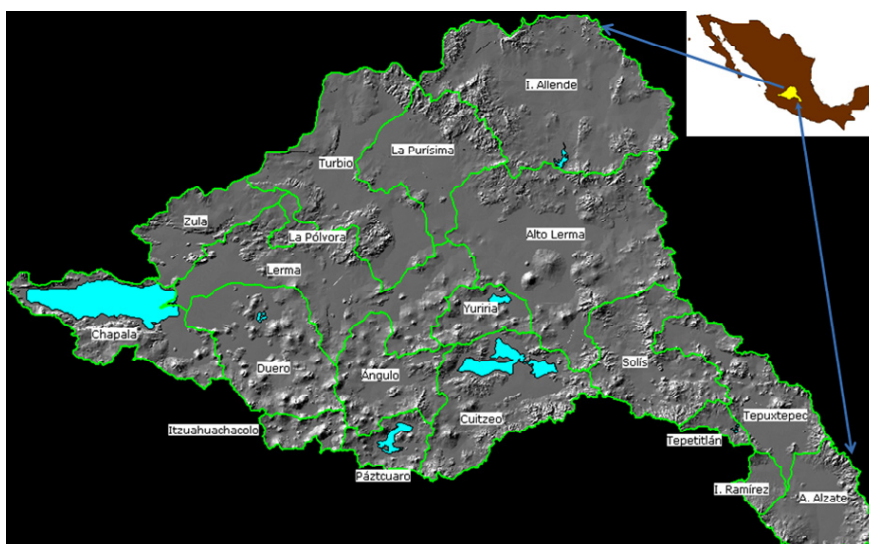 I. Allende
La Purísima
Turbio
Zula
La Pólvora
Alto Lerma
Lerma
Yuriria
Chapala
Duero
Angulo
Solís
Cuitzeo
Tepuxtepec
Itzuahuachacolo
Tepetitlán
Páztcuaro
I. Ramírez
A. Alzate